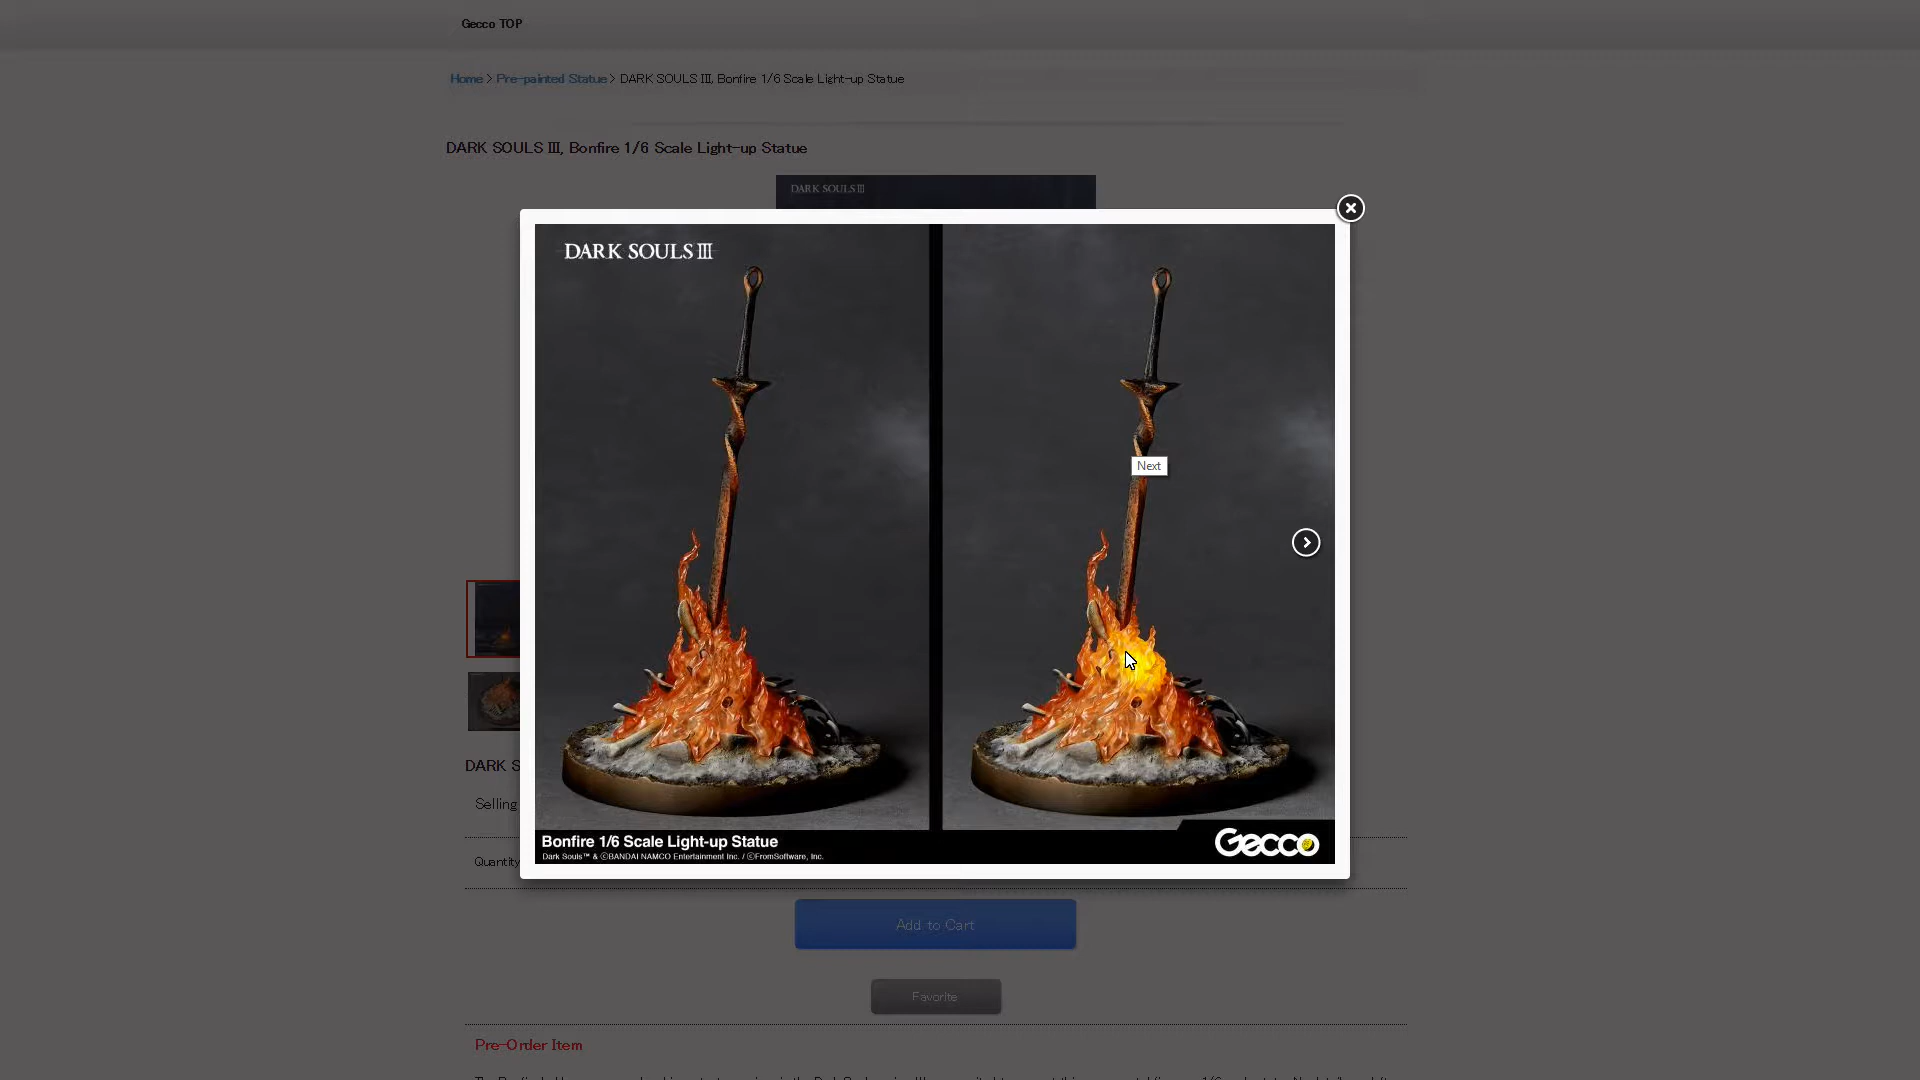 Gecco TOP
Home > Pre-painted Statue > DARK SOULS III, Bonfire 1/6 Scale Light-up Statue
DARK SOULS III, Bonfire 1/6 Scale Light-up Statue
DARK SOULS III
DARK SOULS III
Next
DARK S
Selling
Bonfire 1/6 Scale Light-up Statue
Gecco
Dark Souls™ & ©BANDAI NAMCO Entertainment Inc. / ©FromSoftware, Inc.
Quantity
Add to Cart
Favorite
Pre-Order Item